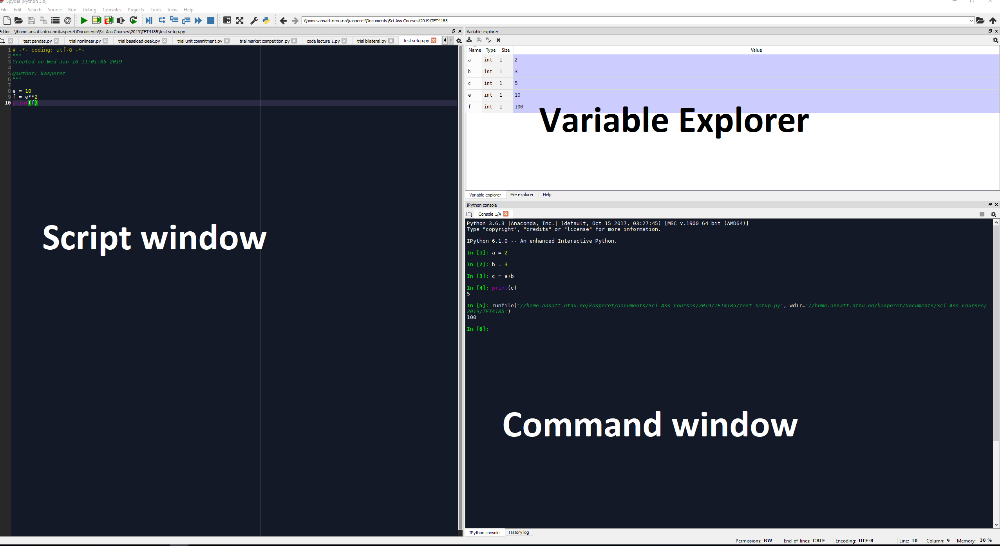 Spyder (Python 3.6)
File Edit Search Source Run Debug Consoles Projects Tools View Help
\\home.ansatt.ntnu.no\kasperet\Documents\Sci-Ass Courses\2019\TET4185
Editor - \\home.ansatt.ntnu.no\kasperet\Documents\Sci-Ass Courses\2019\TET4185\test setup.py
test pandas.py trial nonlinear.py trial baseload-peak.py trial unit commitment.py trial market competition.py code lecture 1.py trial bilateral.py test setup.py
1 # -*- coding: utf-8 -*-
2 """
3 Created on Wed Jan 16 11:01:05 2019
4
5 @author: kasperet
6 """
7
8 e = 10
9 f = e**2
10 print(f)
Script window
Variable explorer
Name Type Size Value
a int 1 2
b int 1 3
c int 1 5
e int 1 10
f int 1 100
Variable Explorer
Variable explorer File explorer Help
IPython console
Console 1/A
Python 3.6.3 |Anaconda, Inc.| (default, Oct 15 2017, 03:27:45) [MSC v.1900 64 bit (AMD64)]
Type "copyright", "credits" or "license" for more information.
IPython 6.1.0 -- An enhanced Interactive Python.
In [1]: a = 2
In [2]: b = 3
In [3]: c = a+b
In [4]: print(c)
5
In [5]: runfile('//home.ansatt.ntnu.no/kasperet/Documents/Sci-Ass Courses/2019/TET4185/test setup.py', wdir='//home.ansatt.ntnu.no/kasperet/Documents/Sci-Ass Courses/
2019/TET4185')
100
In [6]:
Command window
IPython console History log
Permissions: RW End-of-lines: CRLF Encoding: UTF-8 Line: 10 Column: 9 Memory: 30 %